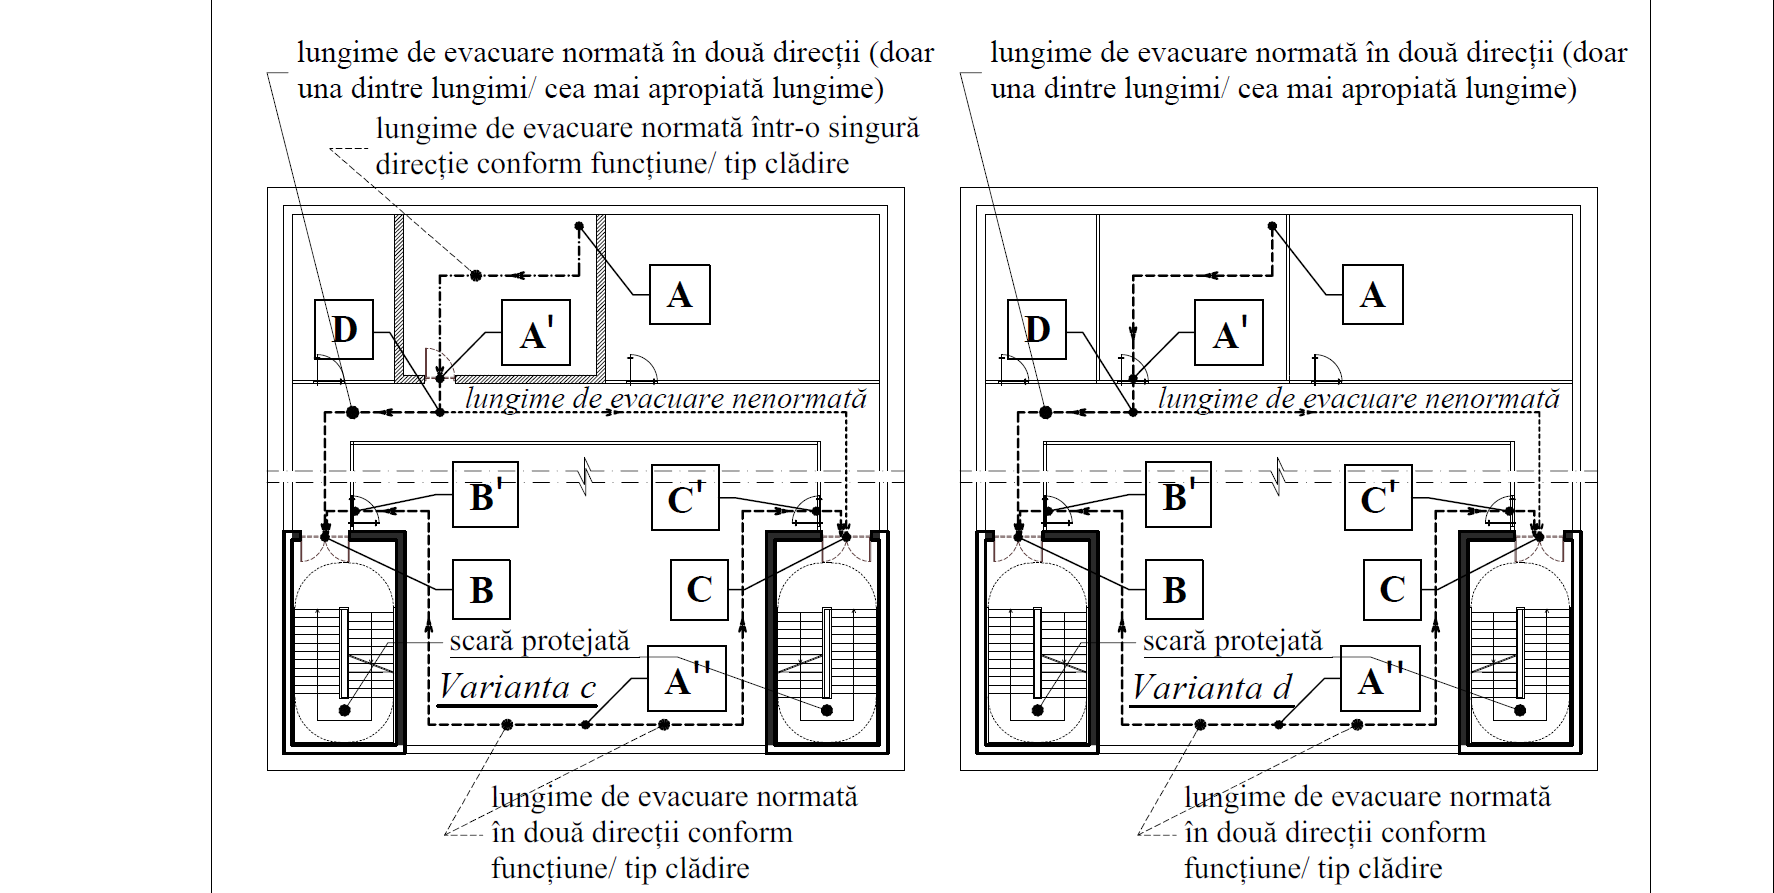 lungime de evacuare normată în două direcții (doar
una dintre lungimi/ cea mai apropiată lungime)
lungime de evacuare normată într-o singură
direcție conform funcțiune/ tip clădire
A
D
A'
lungime de evacuare nenormată
B'
C'
B
C
scară protejată
A''
Varianta c
lungime de evacuare normată
în două direcții conform
funcțiune/ tip clădire
lungime de evacuare normată în două direcții (doar
una dintre lungimi/ cea mai apropiată lungime)
A
D
A'
lungime de evacuare nenormată
B'
C'
B
C
scară protejată
A''
Varianta d
lungime de evacuare normată
în două direcții conform
funcțiune/ tip clădire